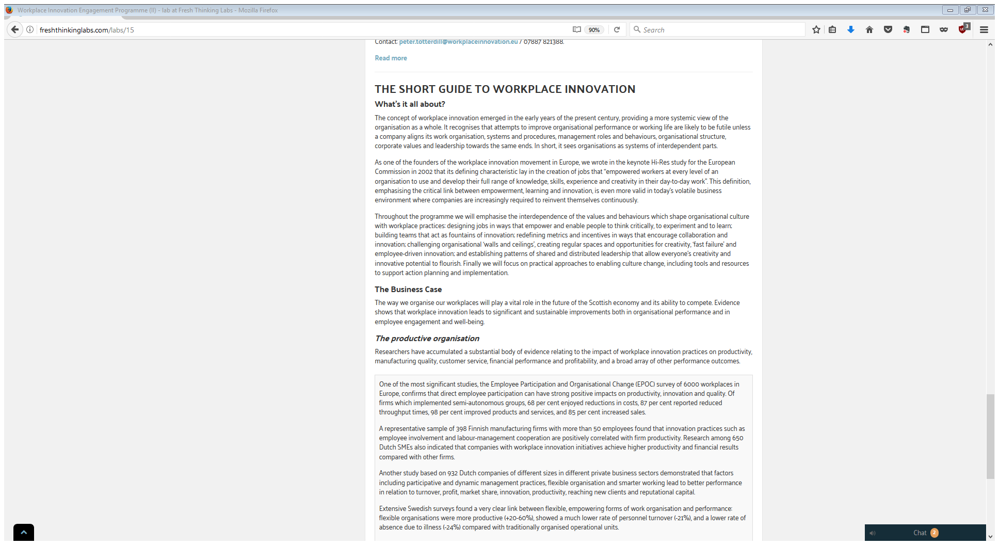 Workplace Innovation Engagement Programme (II) - lab at Fresh Thinking Labs - Mozilla Firefox
freshthinkinglabs.com/labs/15
90%
Search
3
Contact: peter.totterdill@workplaceinnovation.eu / 07887 821388.
Read more
THE SHORT GUIDE TO WORKPLACE INNOVATION
What's it all about?
The concept of workplace innovation emerged in the early years of the present century, providing a more systemic view of the
organisation as a whole. It recognises that attempts to improve organisational performance or working life are likely to be futile unless
a company aligns its work organisation, systems and procedures, management roles and behaviours, organisational structure,
corporate values and leadership towards the same ends. In short, it sees organisations as systems of interdependent parts.
As one of the founders of the workplace innovation movement in Europe, we wrote in the keynote Hi-Res study for the European
Commission in 2002 that its defining characteristic lay in the creation of jobs that “empowered workers at every level of an
organisation to use and develop their full range of knowledge, skills, experience and creativity in their day-to-day work”. This definition,
emphasising the critical link between empowerment, learning and innovation, is even more valid in today's volatile business
environment where companies are increasingly required to reinvent themselves continuously.
Throughout the programme we will emphasise the interdependence of the values and behaviours which shape organisational culture
with workplace practices: designing jobs in ways that empower and enable people to think critically, to experiment and to learn;
building teams that act as fountains of innovation; redefining metrics and incentives in ways that encourage collaboration and
innovation; challenging organisational ‘walls and ceilings’, creating regular spaces and opportunities for creativity, ‘fast failure’ and
employee-driven innovation; and establishing patterns of shared and distributed leadership that allow everyone's creativity and
innovative potential to flourish. Finally we will focus on practical approaches to enabling culture change, including tools and resources
to support action planning and implementation.
The Business Case
The way we organise our workplaces will play a vital role in the future of the Scottish economy and its ability to compete. Evidence
shows that workplace innovation leads to significant and sustainable improvements both in organisational performance and in
employee engagement and well-being.
The productive organisation
Researchers have accumulated a substantial body of evidence relating to the impact of workplace innovation practices on productivity,
manufacturing quality, customer service, financial performance and profitability, and a broad array of other performance outcomes.
One of the most significant studies, the Employee Participation and Organisational Change (EPOC) survey of 6000 workplaces in
Europe, confirms that direct employee participation can have strong positive impacts on productivity, innovation and quality. Of
firms which implemented semi-autonomous groups, 68 per cent enjoyed reductions in costs, 87 per cent reported reduced
throughput times, 98 per cent improved products and services, and 85 per cent increased sales.
A representative sample of 398 Finnish manufacturing firms with more than 50 employees found that innovation practices such as
employee involvement and labour-management cooperation are positively correlated with firm productivity. Research among 650
Dutch SMEs also indicated that companies with workplace innovation initiatives achieve higher productivity and financial results
compared with other firms.
Another study based on 932 Dutch companies of different sizes in different private business sectors demonstrated that factors
including participative and dynamic management practices, flexible organisation and smarter working lead to better performance
in relation to turnover, profit, market share, innovation, productivity, reaching new clients and reputational capital.
Extensive Swedish surveys found a very clear link between flexible, empowering forms of work organisation and performance:
flexible organisations were more productive (+20-60%), showed a much lower rate of personnel turnover (-21%), and a lower rate of
absence due to illness (-24%) compared with traditionally organised operational units.
Chat 2